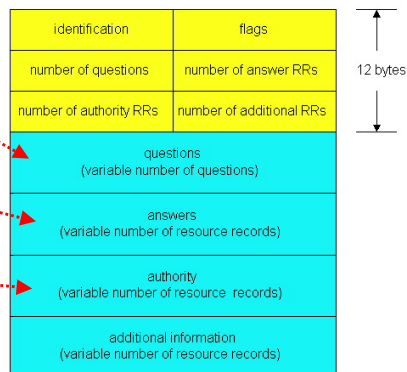 identification
flags
number of questions
number of answer RRs
12 bytes
number of authority RRs
number of additional RRs
questions
(variable number of questions)
answers
(variable number of resource records)
authority
(variable number of resource records)
additional information
(variable number of resource records)